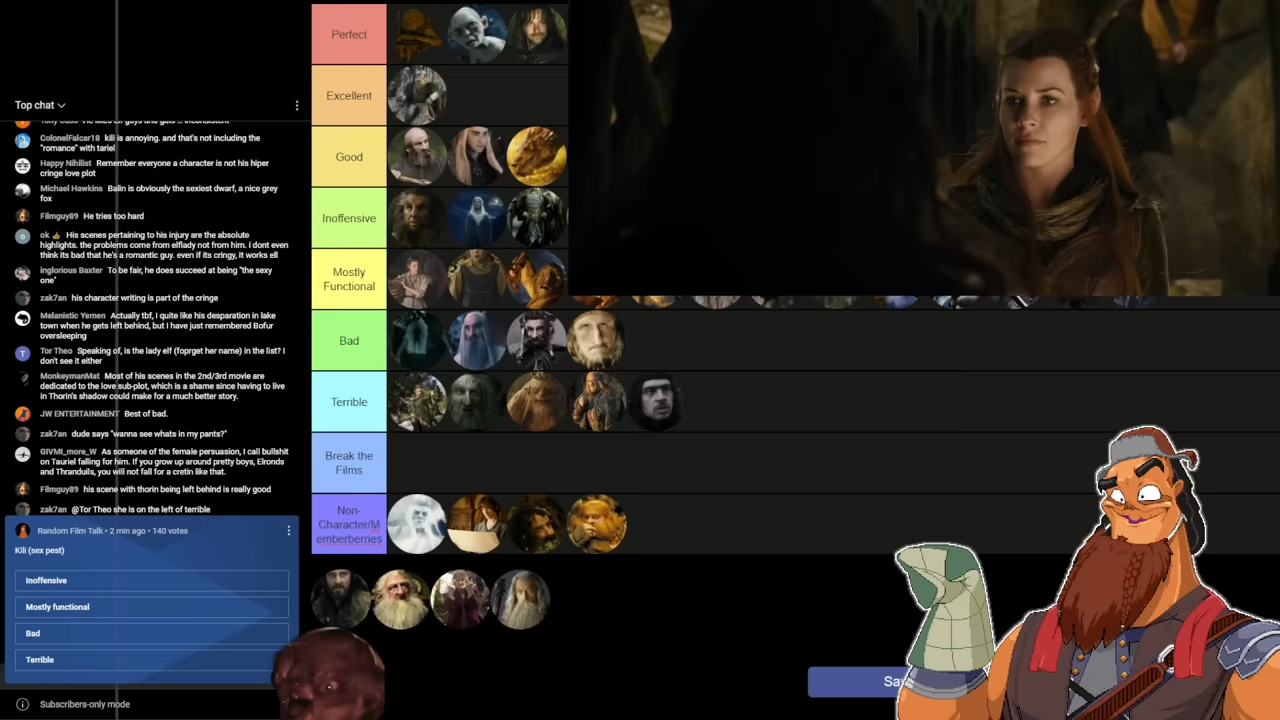 Top chat
ColonelFalcar18 kili is annoying. and that's not including the
"romance" with tariel
Happy Nihilist Remember everyone a character is not his hiper
cringe love plot
Michael Hawkins Balin is obviously the sexiest dwarf, a nice grey
fox
Filmguy89 He tries too hard
ok 👍 His scenes pertaining to his injury are the absolute
highlights. the problems come from elflady not from him. i dont even
think its bad that he's a romantic guy. even if its cringy, it works ell
inglorious Baxter To be fair, he does succeed at being "the sexy
one"
zak7an his character writing is part of the cringe
Melanistic Yemen Actually tbf, I quite like his desparation in lake
town when he gets left behind, but I have just remembered Bofur
oversleeping
Tor Theo Speaking of, is the lady elf (foprget her name) in the list? I
don't see it either
MonkeymanMat Most of his scenes in the 2nd/3rd movie are
dedicated to the love sub-plot, which is a shame since having to live
in Thorin's shadow could make for a much better story.
JW ENTERTAINMENT Best of bad.
zak7an dude says "wanna see whats in my pants?"
GIVMI_more_W As someone of the female persuasion, I call bullshit
on Tauriel falling for him. If you grow up around pretty boys, Elronds
and Thranduils, you will not fall for a cretin like that.
Filmguy89 his scene with thorin being left behind is really good
zak7an @Tor Theo she is on the left of terrible
Random Film Talk • 2 min ago • 140 votes
Kili (sex pest)
Inoffensive
Mostly functional
Bad
Terrible
Subscribers-only mode
Perfect
Excellent
Good
Inoffensive
Mostly
Functional
Bad
Terrible
Break the
Films
Non-
Character/M
emberberries